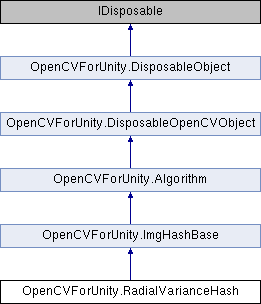 IDisposable
OpenCVForUnity.DisposableObject
OpenCVForUnity.DisposableOpenCVObject
OpenCVForUnity.Algorithm
OpenCVForUnity.ImgHashBase
OpenCVForUnity.RadialVarianceHash